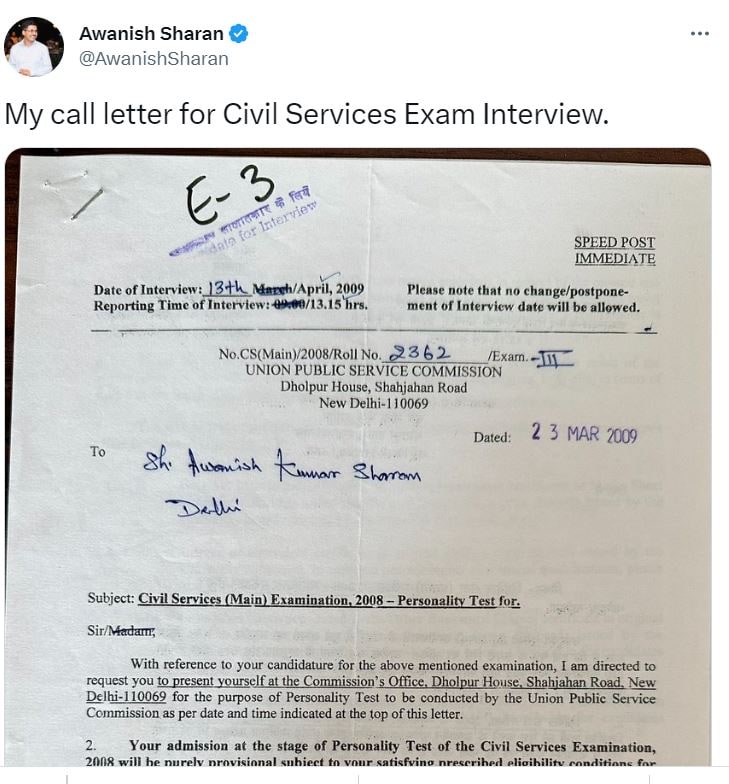 Awanish Sharan
@AwanishSharan
My call letter for Civil Services Exam Interview.
E-3
साक्षात्कार के लिये
date for Interview
SPEED POST
IMMEDIATE
Date of Interview: 13th March/April, 2009
Reporting Time of Interview: 09.00/13.15 hrs.
Please note that no change/postpone-
ment of Interview date will be allowed.
No.CS(Main)/2008/Roll No. 2362 /Exam.-III
UNION PUBLIC SERVICE COMMISSION
Dholpur House, Shahjahan Road
New Delhi-110069
Dated: 23 MAR 2009
To
Sh. Awanish Kumar Sharan
Delhi
Subject: Civil Services (Main) Examination, 2008 – Personality Test for.
Sir/Madam,
With reference to your candidature for the above mentioned examination, I am directed to
request you to present yourself at the Commission's Office, Dholpur House, Shahjahan Road, New
Delhi-110069 for the purpose of Personality Test to be conducted by the Union Public Service
Commission as per date and time indicated at the top of this letter.
2. Your admission at the stage of Personality Test of the Civil Services Examination,
2008 will be purely provisional subject to your satisfying prescribed eligibility conditions for